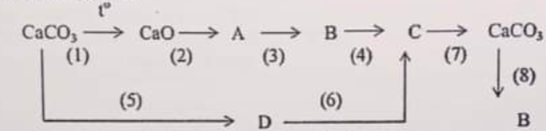 t°
CaCO₃ ⟶ CaO ⟶ A ⟶ B ⟶ C ⟶ CaCO₃
(1) (2) (3) (4) (7)
(8)
(5) (6)
D B